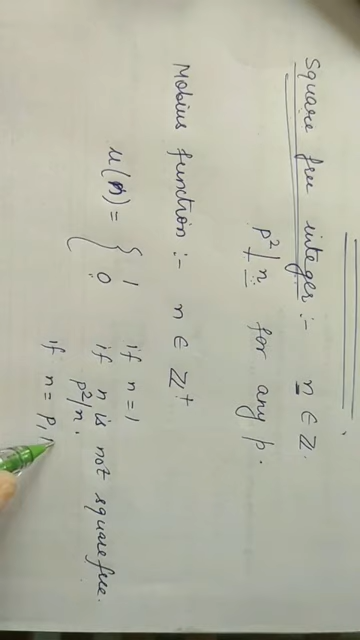 Square free integer :- n ∈ Z.
p²∤n for any p.
Mobius function :- n ∈ Z⁺
μ(n) = { 1 if n = 1
0 if n is not square free.
p²/n.
if n = p,